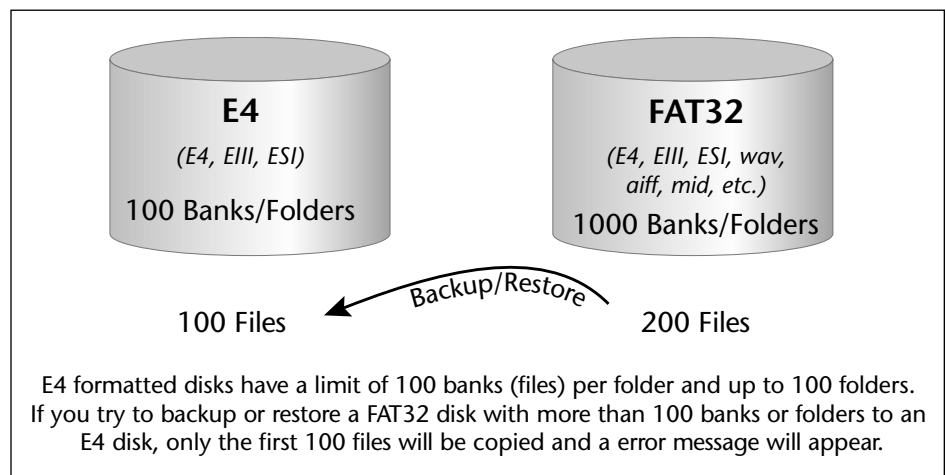 E4
(E4, EIII, ESI)
100 Banks/Folders
FAT32
(E4, EIII, ESI, wav,
aiff, mid, etc.)
1000 Banks/Folders
Backup/Restore
100 Files
200 Files
E4 formatted disks have a limit of 100 banks (files) per folder and up to 100 folders.
If you try to backup or restore a FAT32 disk with more than 100 banks or folders to an
E4 disk, only the first 100 files will be copied and a error message will appear.